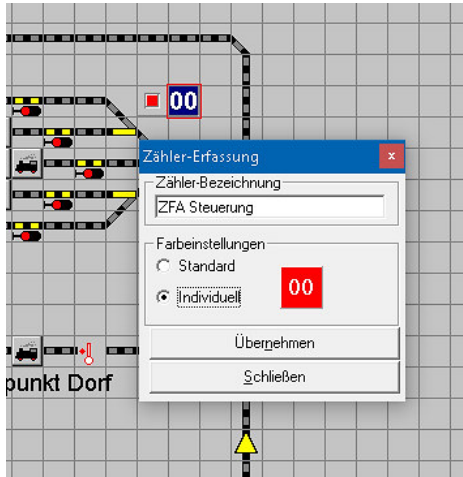 00
Zähler-Erfassung
x
Zähler-Bezeichnung
ZFA Steuerung
Farbeinstellungen
Standard
00
Individuell
Übernehmen
Schließen
punkt Dorf